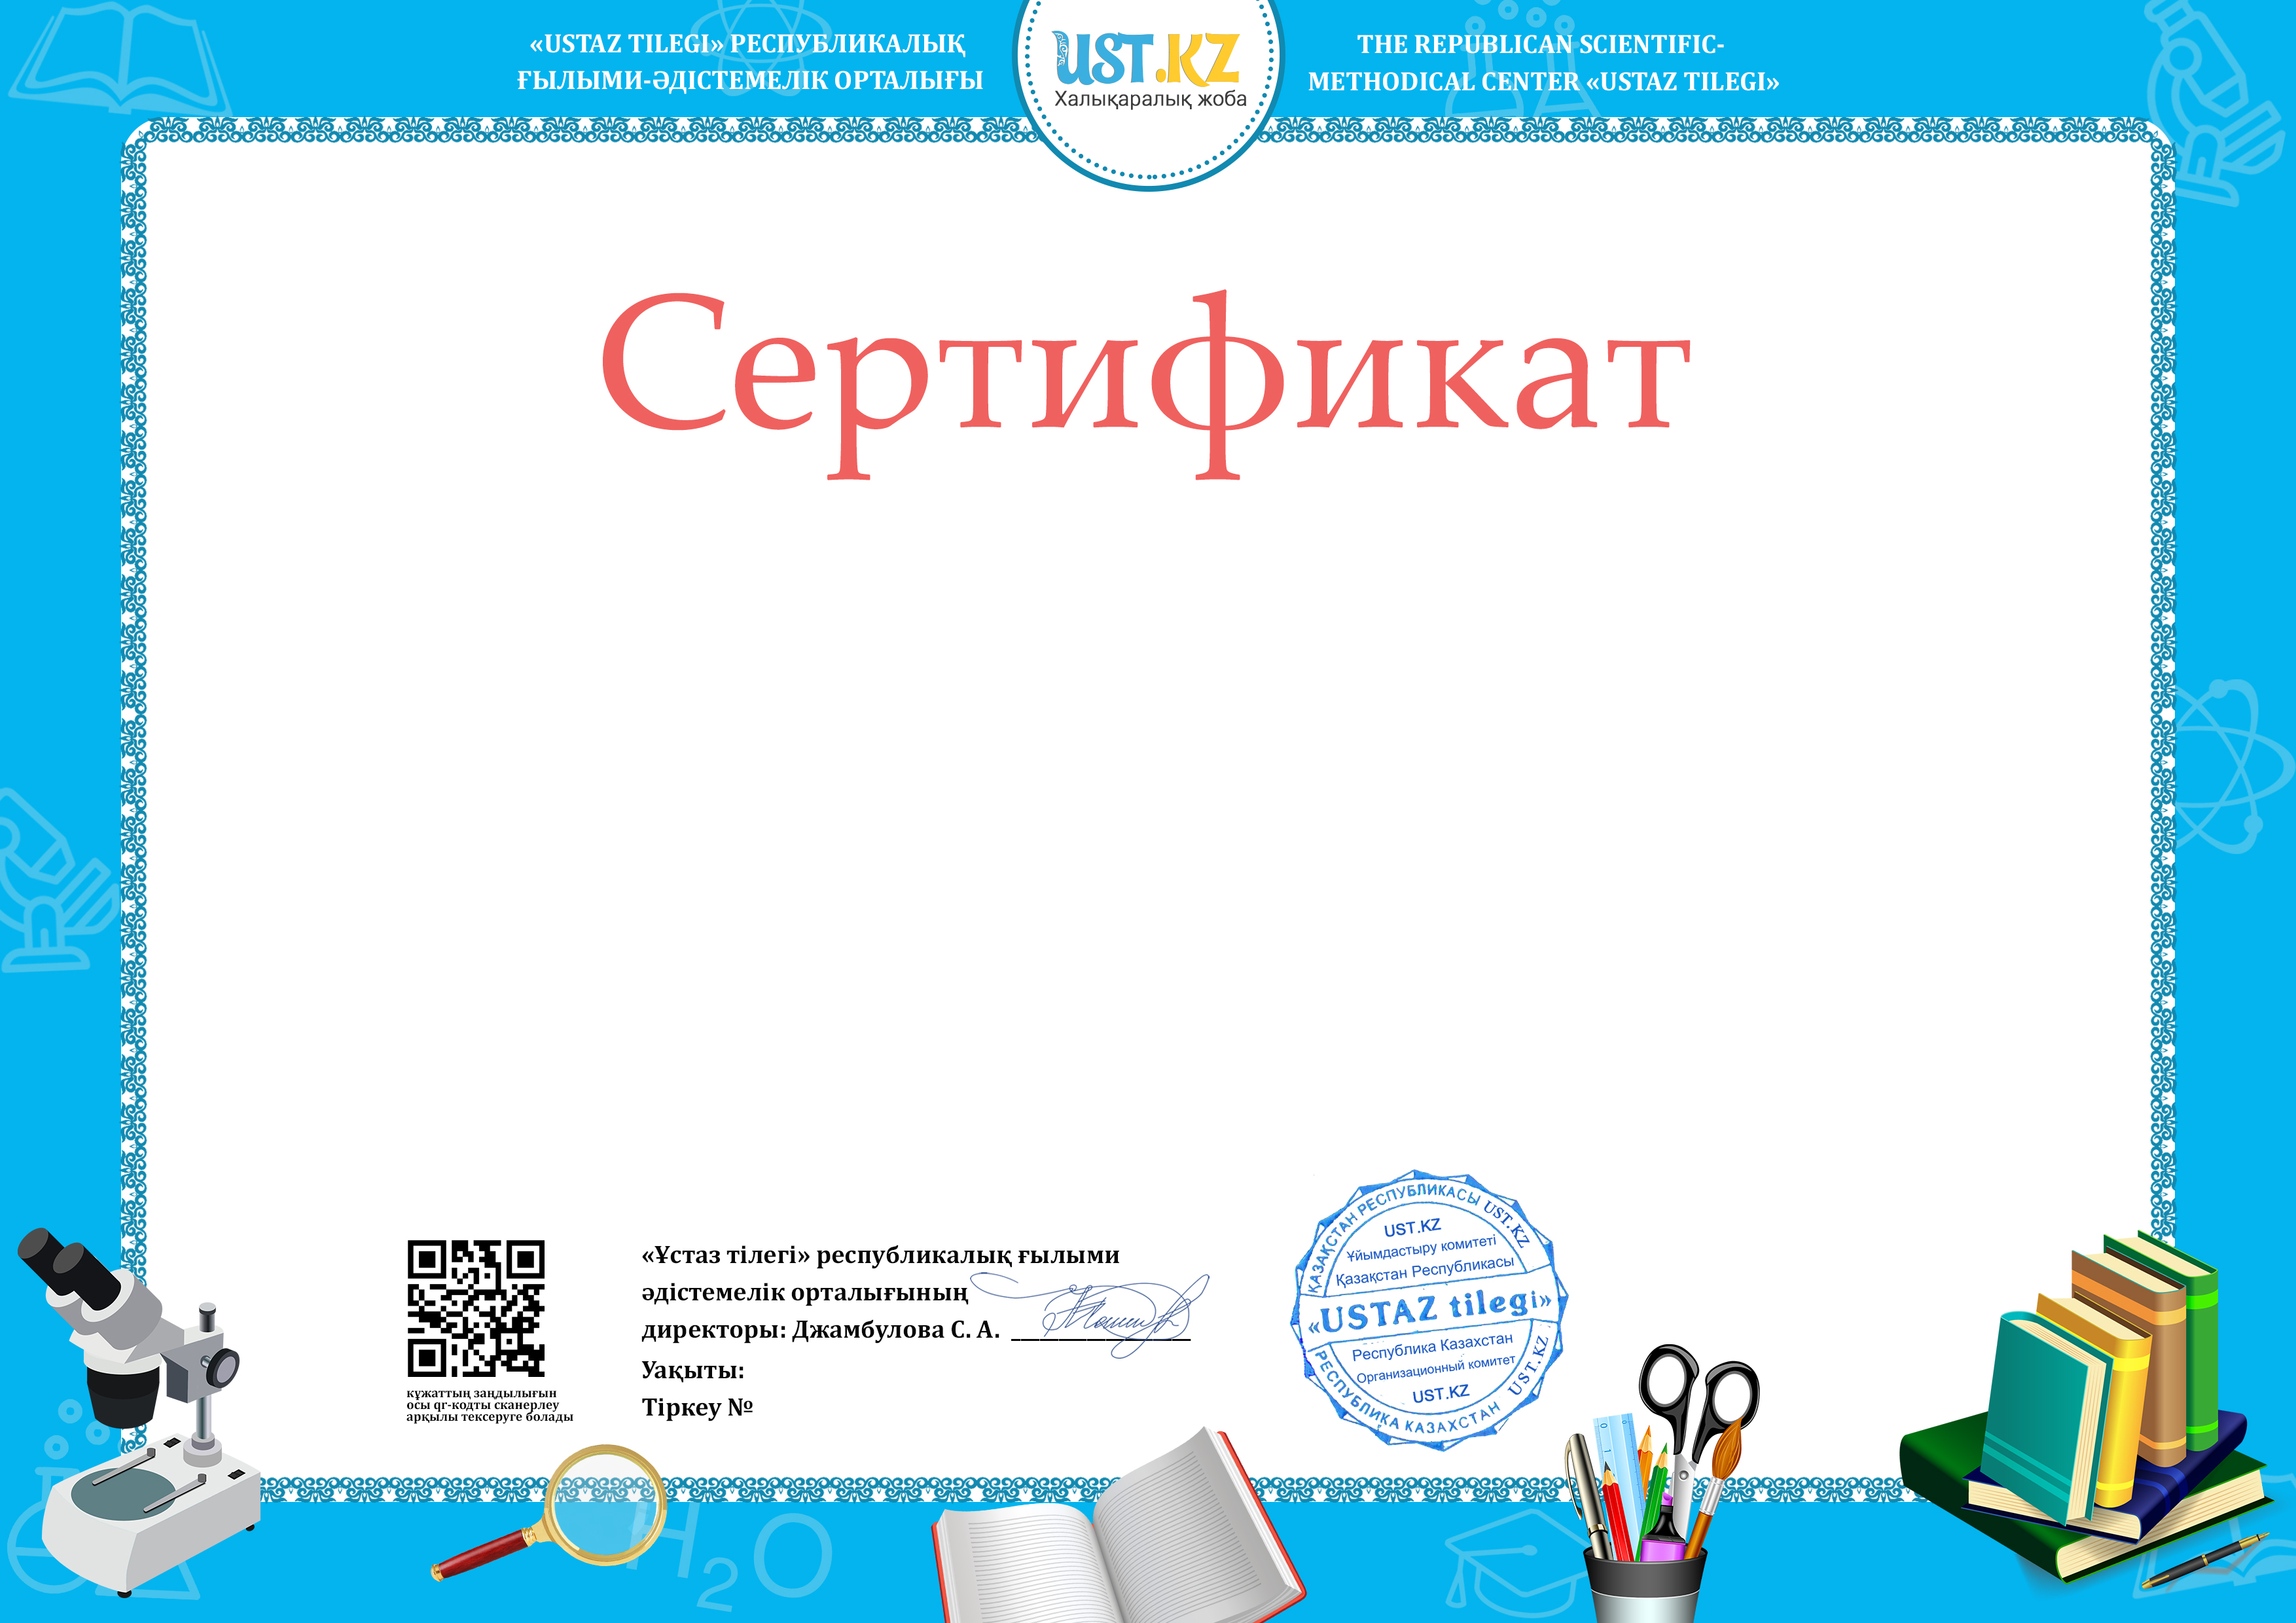 «USTAZ TILEGI» РЕСПУБЛИКАЛЫҚ
ҒЫЛЫМИ-ӘДІСТЕМЕЛІК ОРТАЛЫҒЫ
UST.KZ
Халықаралық жоба
THE REPUBLICAN SCIENTIFIC-
METHODICAL CENTER «USTAZ TILEGI»
Сертификат
«Ұстаз тілегі» республикалық ғылыми
әдістемелік орталығының
директоры: Джамбулова С. А.
Уақыты:
Тіркеу №
құжаттың заңдылығын
осы qr-кодты сканерлеу
арқылы тексеруге болады
ҚАЗАҚСТАН РЕСПУБЛИКАСЫ UST.KZ
UST.KZ
Ұйымдастыру комитеті
Қазақстан Республикасы
«USTAZ tilegi»
Республика Казахстан
Организационный комитет
UST.KZ
РЕСПУБЛИКА КАЗАХСТАН UST.KZ
H2O